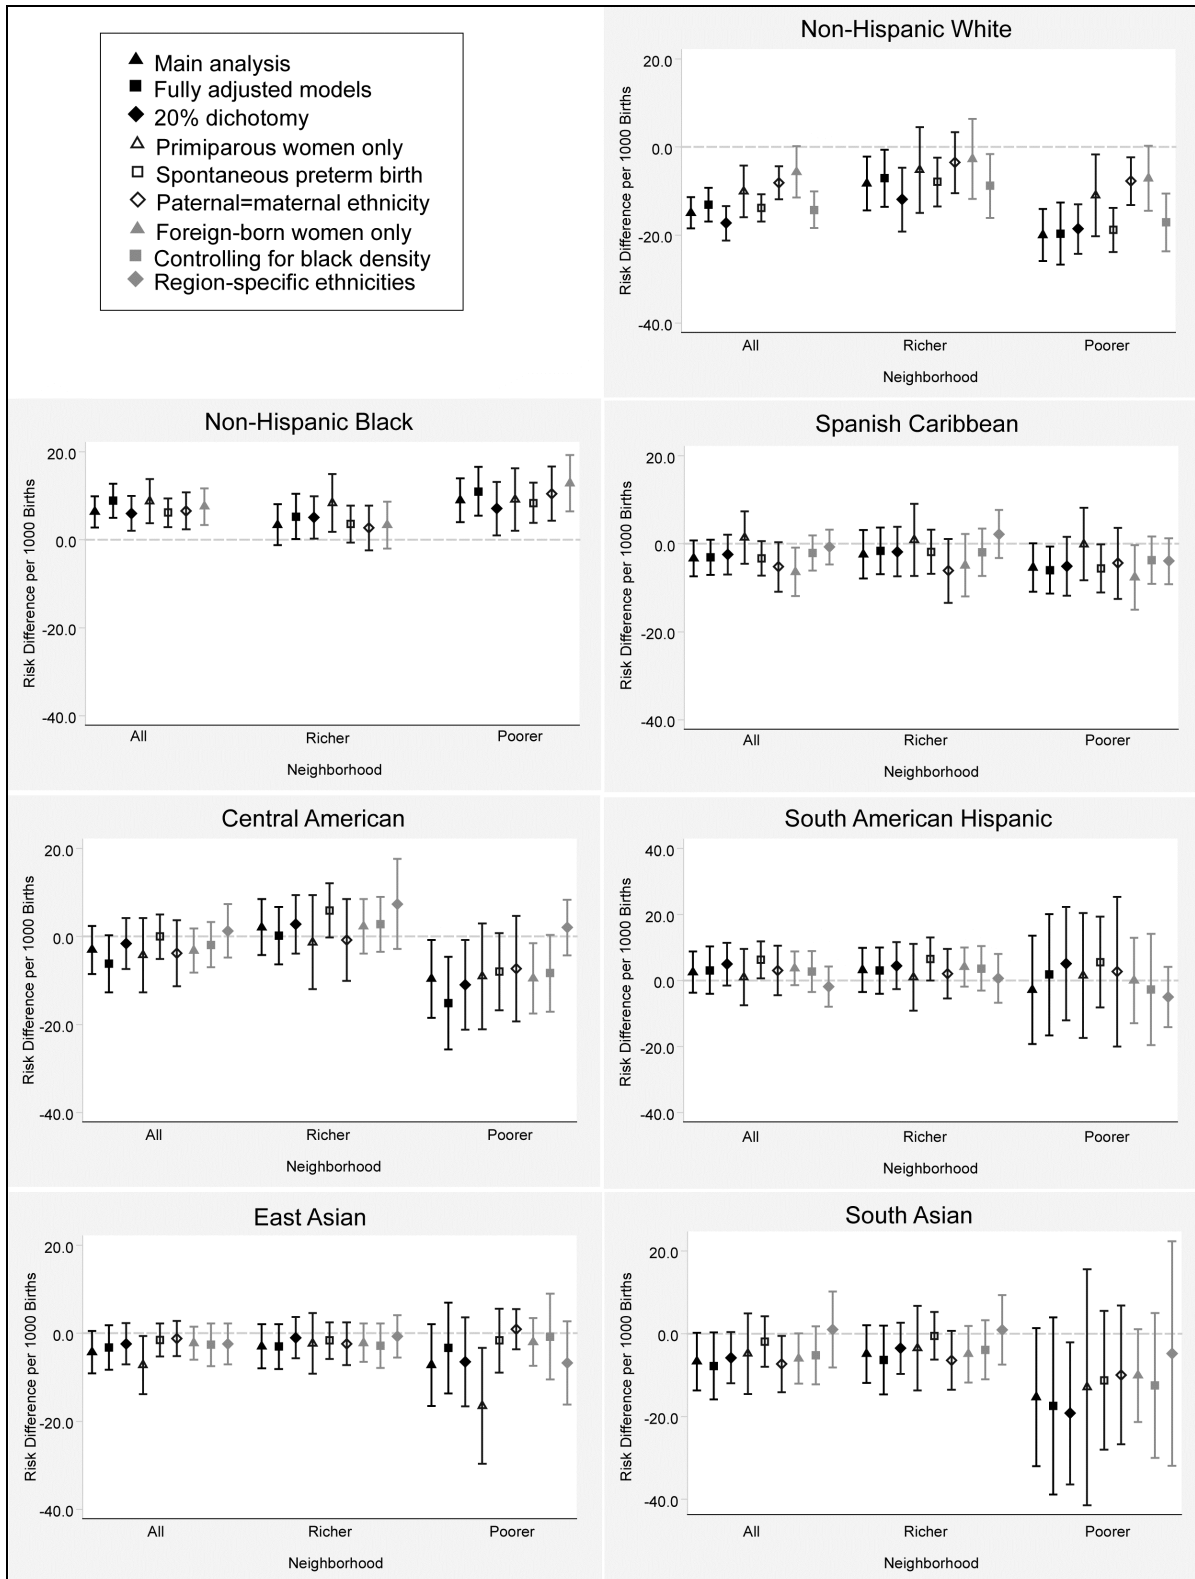 Main analysis
Fully adjusted models
20% dichotomy
Primiparous women only
Spontaneous preterm birth
Paternal=maternal ethnicity
Foreign-born women only
Controlling for black density
Region-specific ethnicities
Non-Hispanic White
Risk Difference per 1000 Births
20.0
0.0
-20.0
-40.0
All Richer Poorer
Neighborhood
Non-Hispanic Black
Risk Difference per 1000 Births
20.0
0.0
-20.0
-40.0
All Richer Poorer
Neighborhood
Spanish Caribbean
Risk Difference per 1000 Births
20.0
0.0
-20.0
-40.0
All Richer Poorer
Neighborhood
Central American
Risk Difference per 1000 Births
20.0
0.0
-20.0
-40.0
All Richer Poorer
Neighborhood
South American Hispanic
Risk Difference per 1000 Births
40.0
20.0
0.0
-20.0
-40.0
All Richer Poorer
Neighborhood
East Asian
Risk Difference per 1000 Births
20.0
0.0
-20.0
-40.0
All Richer Poorer
Neighborhood
South Asian
Risk Difference per 1000 Births
20.0
0.0
-20.0
-40.0
All Richer Poorer
Neighborhood